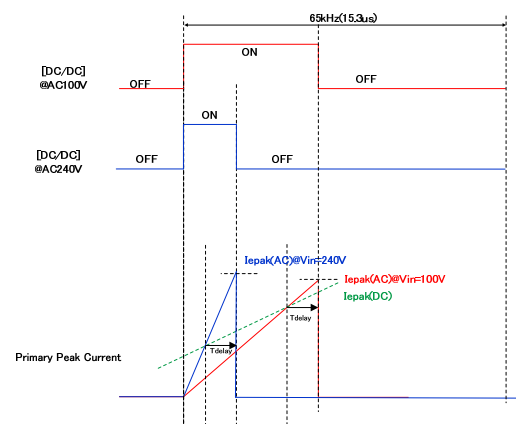 65kHz(15.3us)
ON
[DC/DC]
@AC100V
OFF
OFF
ON
[DC/DC]
@AC240V
OFF
OFF
Iepak(AC)@Vin=240V
Iepak(AC)@Vin=100V
Iepak(DC)
Tdelay
Tdelay
Primary Peak Current